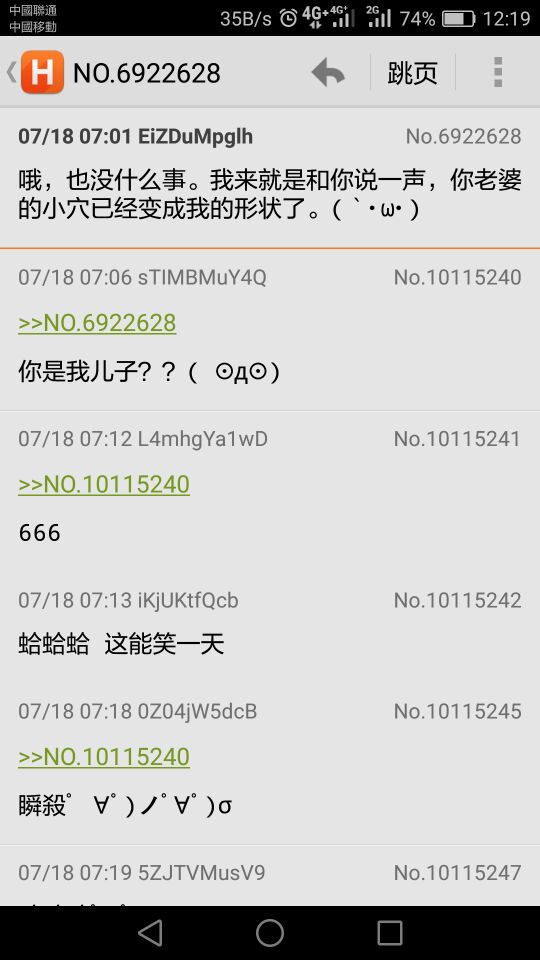 中國聯通
中國移動
35B/s 4G+ 4G+ 2G 74% 12:19
H NO.6922628 跳页
07/18 07:01 EiZDuMpglh No.6922628
哦，也没什么事。我来就是和你说一声，你老婆
的小穴已经变成我的形状了。( `･ω･ )
07/18 07:06 sTIMBMuY4Q No.10115240
>>NO.6922628
你是我儿子？？( ⊙д⊙)
07/18 07:12 L4mhgYa1wD No.10115241
>>NO.10115240
666
07/18 07:13 iKjUKtfQcb No.10115242
蛤蛤蛤 这能笑一天
07/18 07:18 0Z04jW5dcB No.10115245
>>NO.10115240
瞬殺ﾟ ∀ﾟ)ノﾟ∀ﾟ)σ
07/18 07:19 5ZJTVMusV9 No.10115247